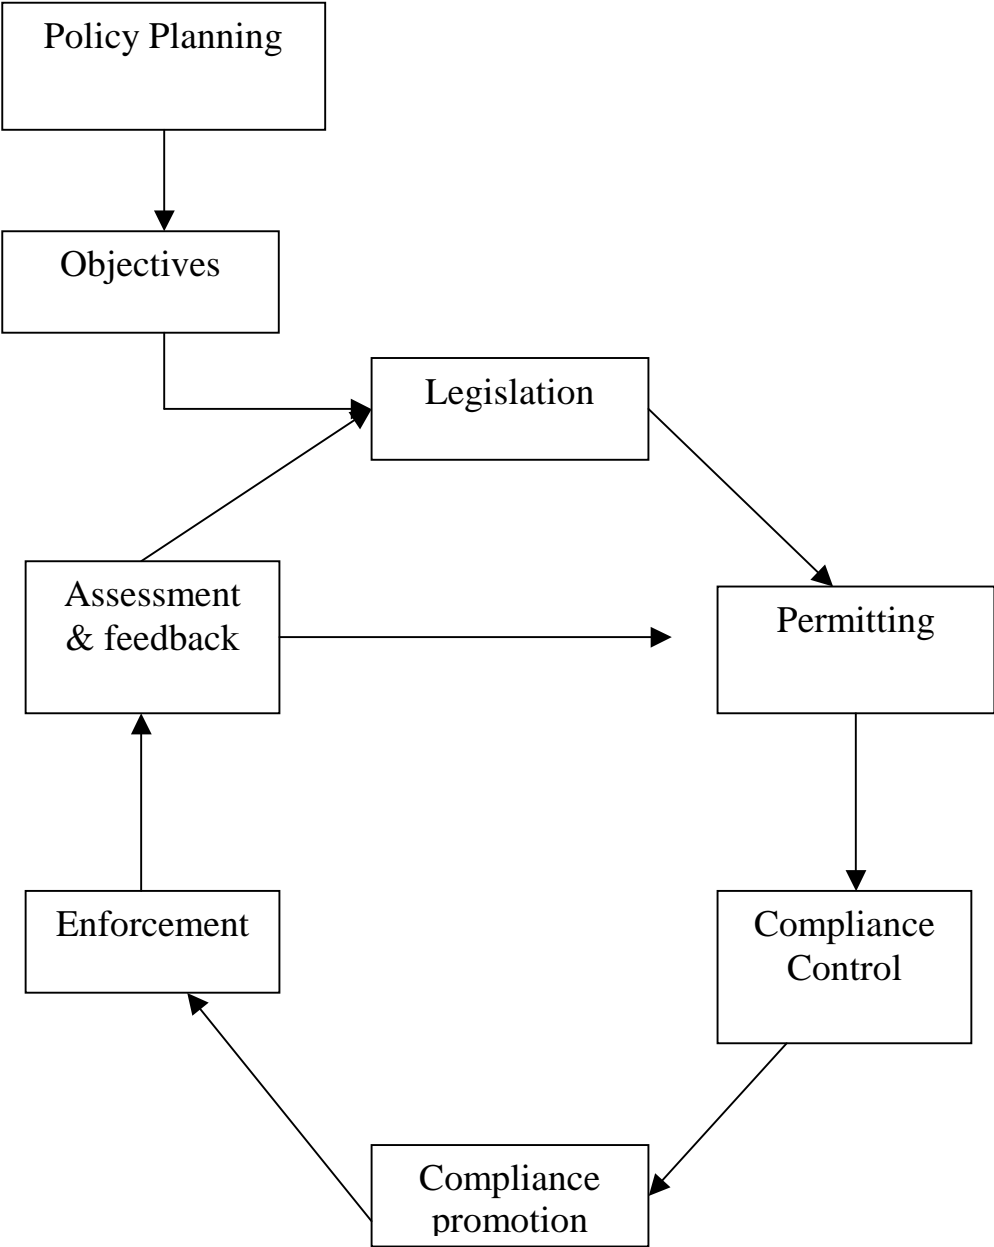 Policy Planning
Objectives
Legislation
Assessment
& feedback
Permitting
Enforcement
Compliance
Control
Compliance
promotion